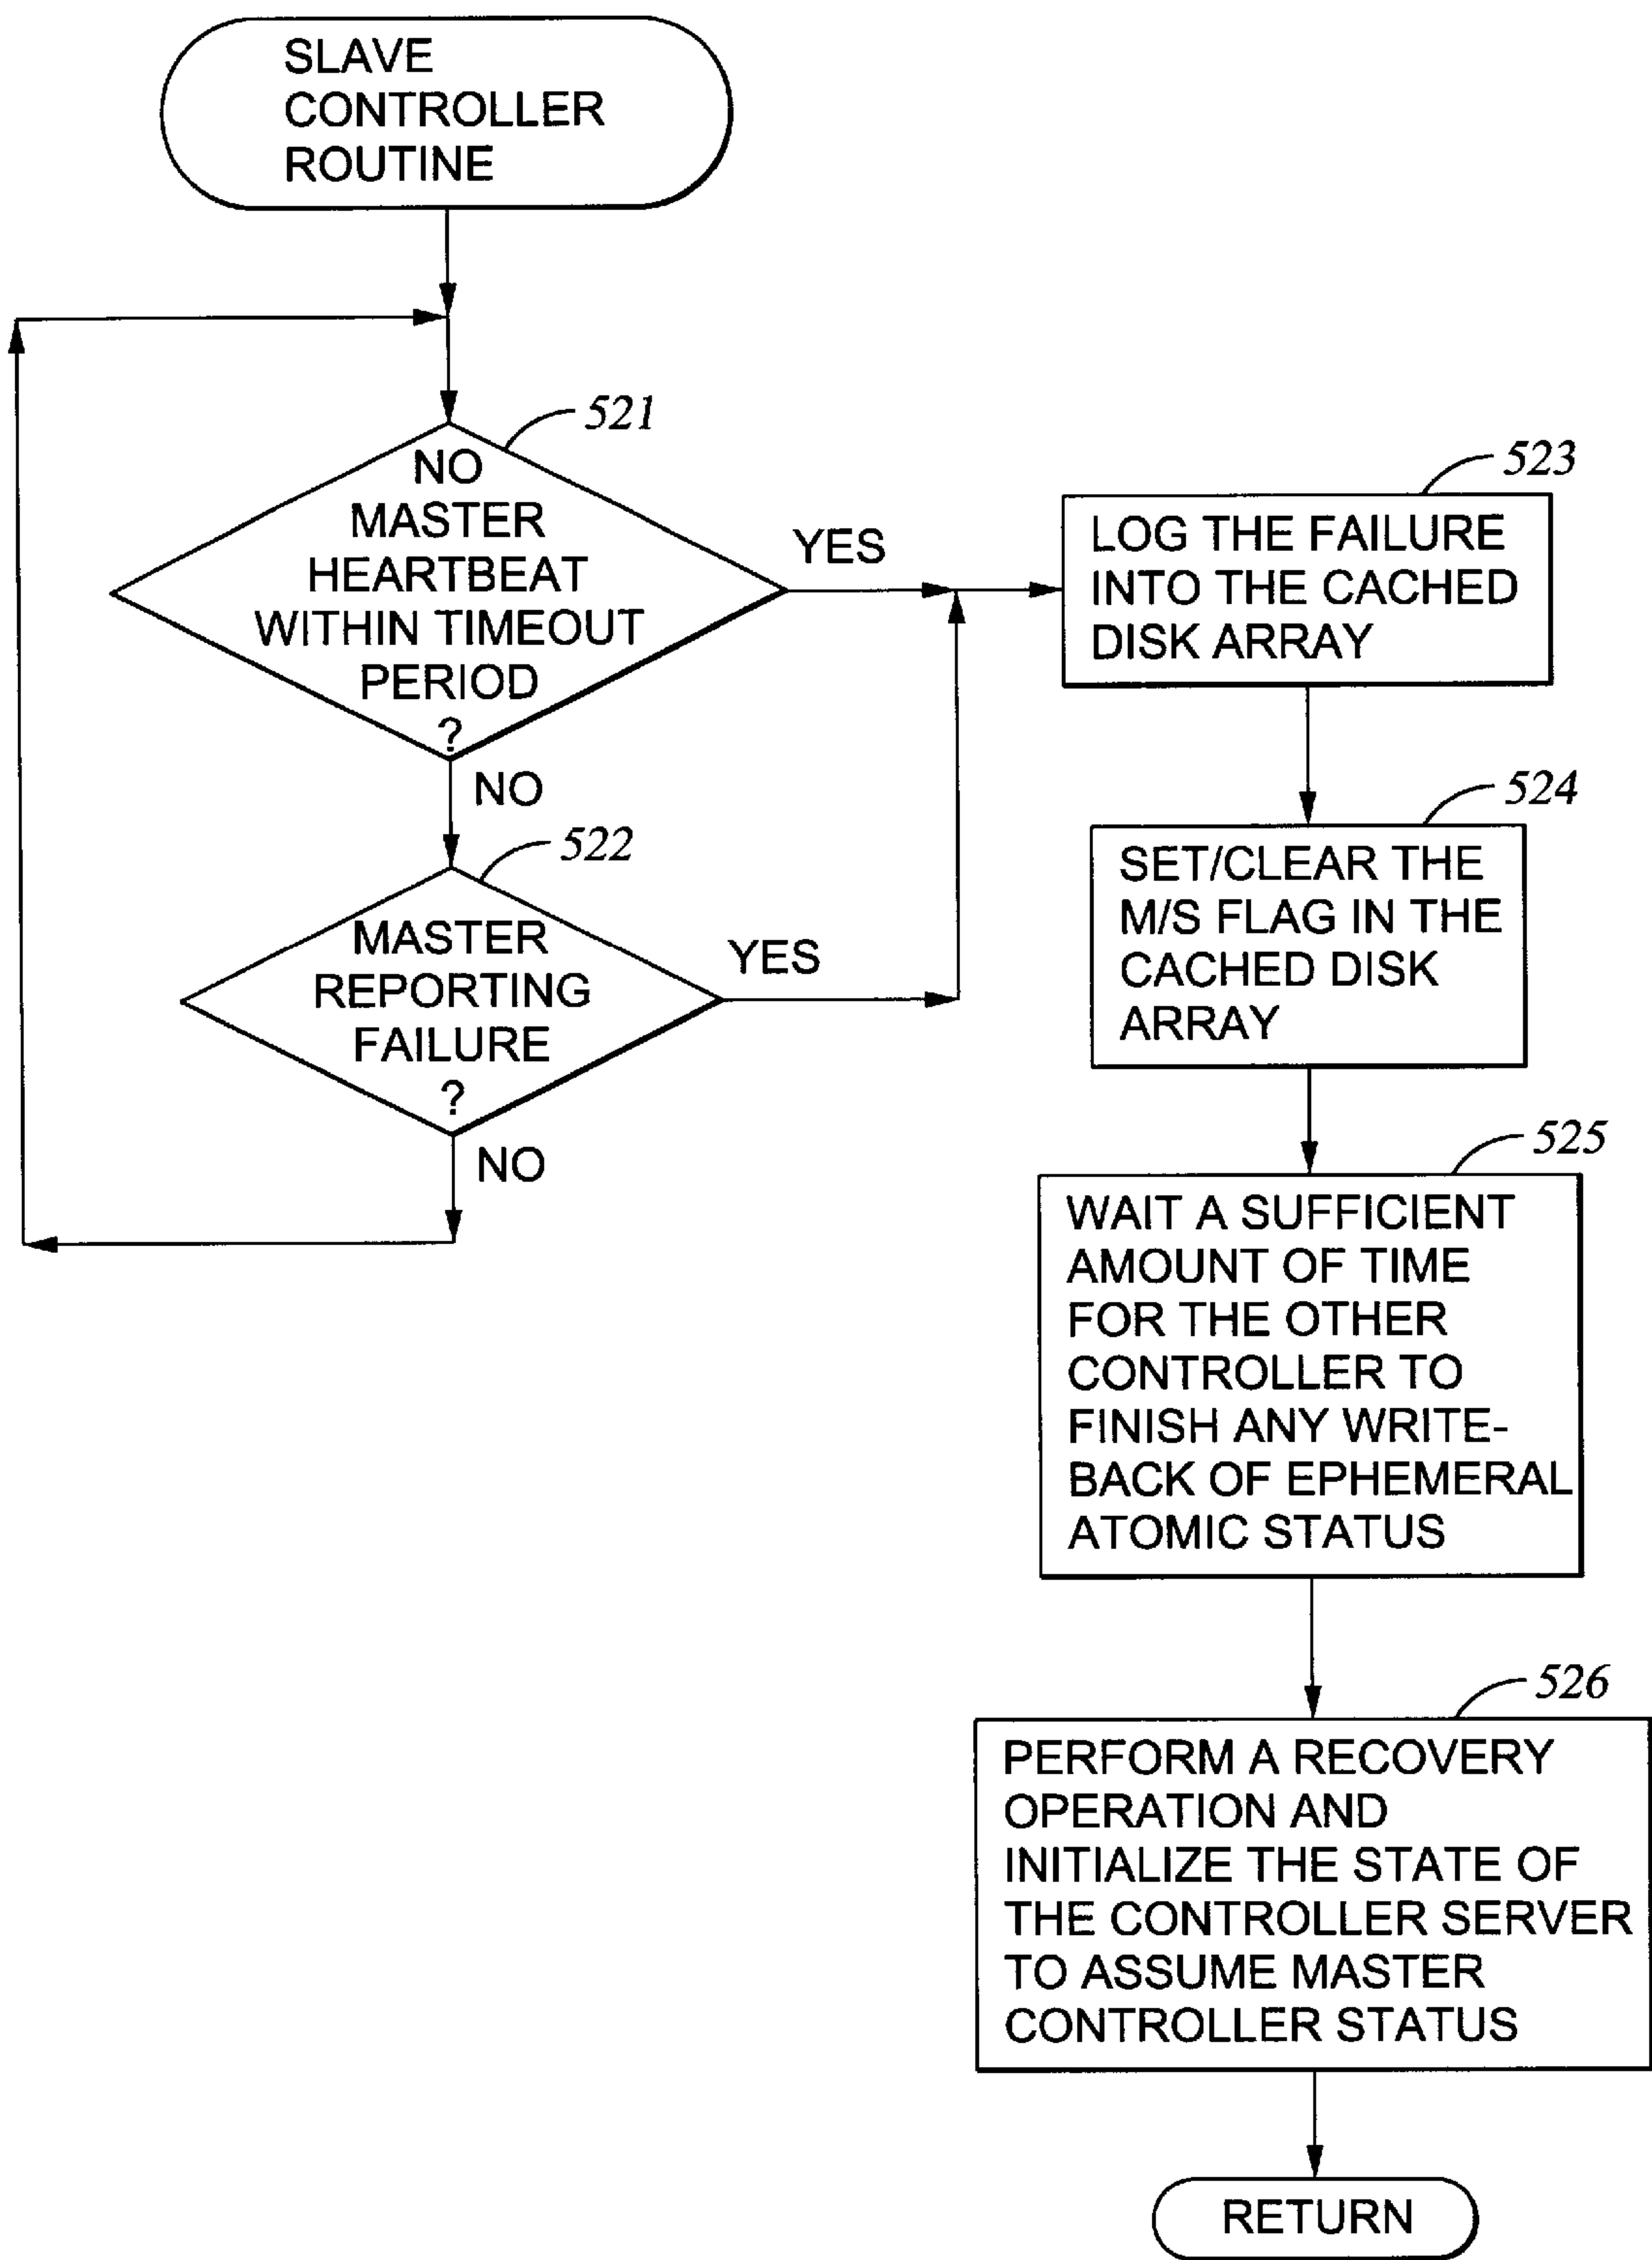 SLAVE
CONTROLLER
ROUTINE
521
NO
MASTER
HEARTBEAT
WITHIN TIMEOUT
PERIOD
?
YES
NO
522
MASTER
REPORTING
FAILURE
?
YES
NO
523
LOG THE FAILURE
INTO THE CACHED
DISK ARRAY
524
SET/CLEAR THE
M/S FLAG IN THE
CACHED DISK
ARRAY
525
WAIT A SUFFICIENT
AMOUNT OF TIME
FOR THE OTHER
CONTROLLER TO
FINISH ANY WRITE-
BACK OF EPHEMERAL
ATOMIC STATUS
526
PERFORM A RECOVERY
OPERATION AND
INITIALIZE THE STATE OF
THE CONTROLLER SERVER
TO ASSUME MASTER
CONTROLLER STATUS
RETURN